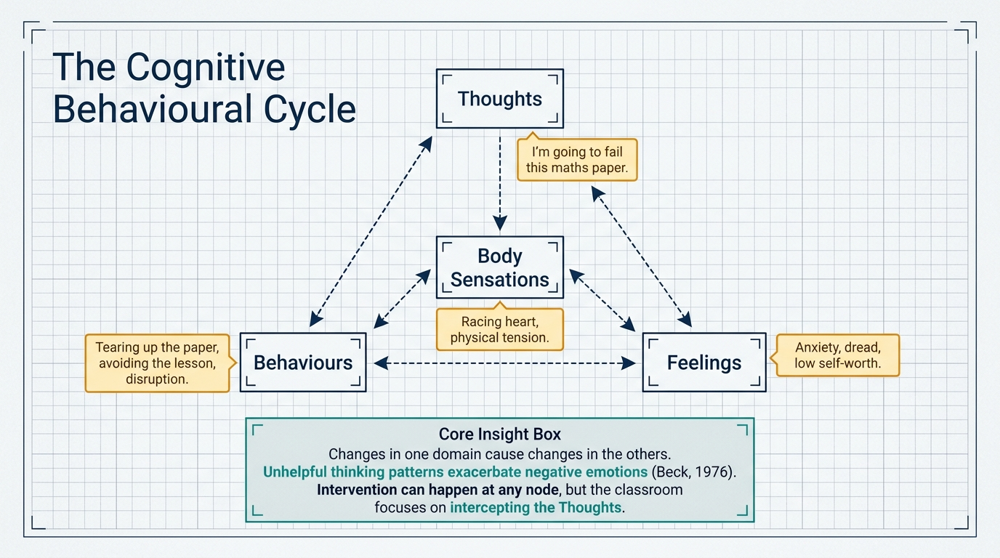 The Cognitive
Behavioural Cycle
Thoughts
I'm going to fail
this maths paper.
Body
Sensations
Racing heart,
physical tension.
Tearing up the paper,
avoiding the lesson,
disruption.
Behaviours
Feelings
Anxiety, dread,
low self-worth.
Core Insight Box
Changes in one domain cause changes in the others.
Unhelpful thinking patterns exacerbate negative emotions (Beck, 1976).
Intervention can happen at any node, but the classroom
focuses on intercepting the Thoughts.